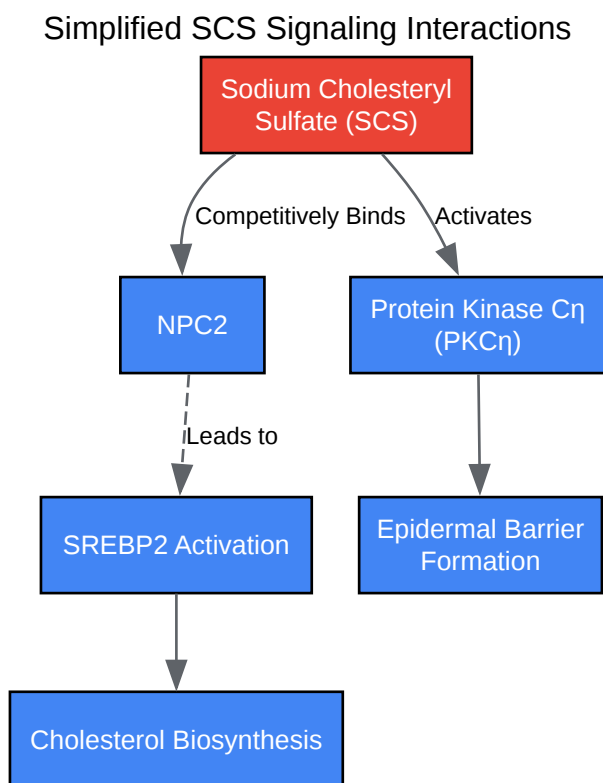 Simplified SCS Signaling Interactions
Sodium Cholesteryl
Sulfate (SCS)
Competitively Binds
Activates
NPC2
Protein Kinase Cη
(PKCη)
Leads to
SREBP2 Activation
Epidermal Barrier
Formation
Cholesterol Biosynthesis